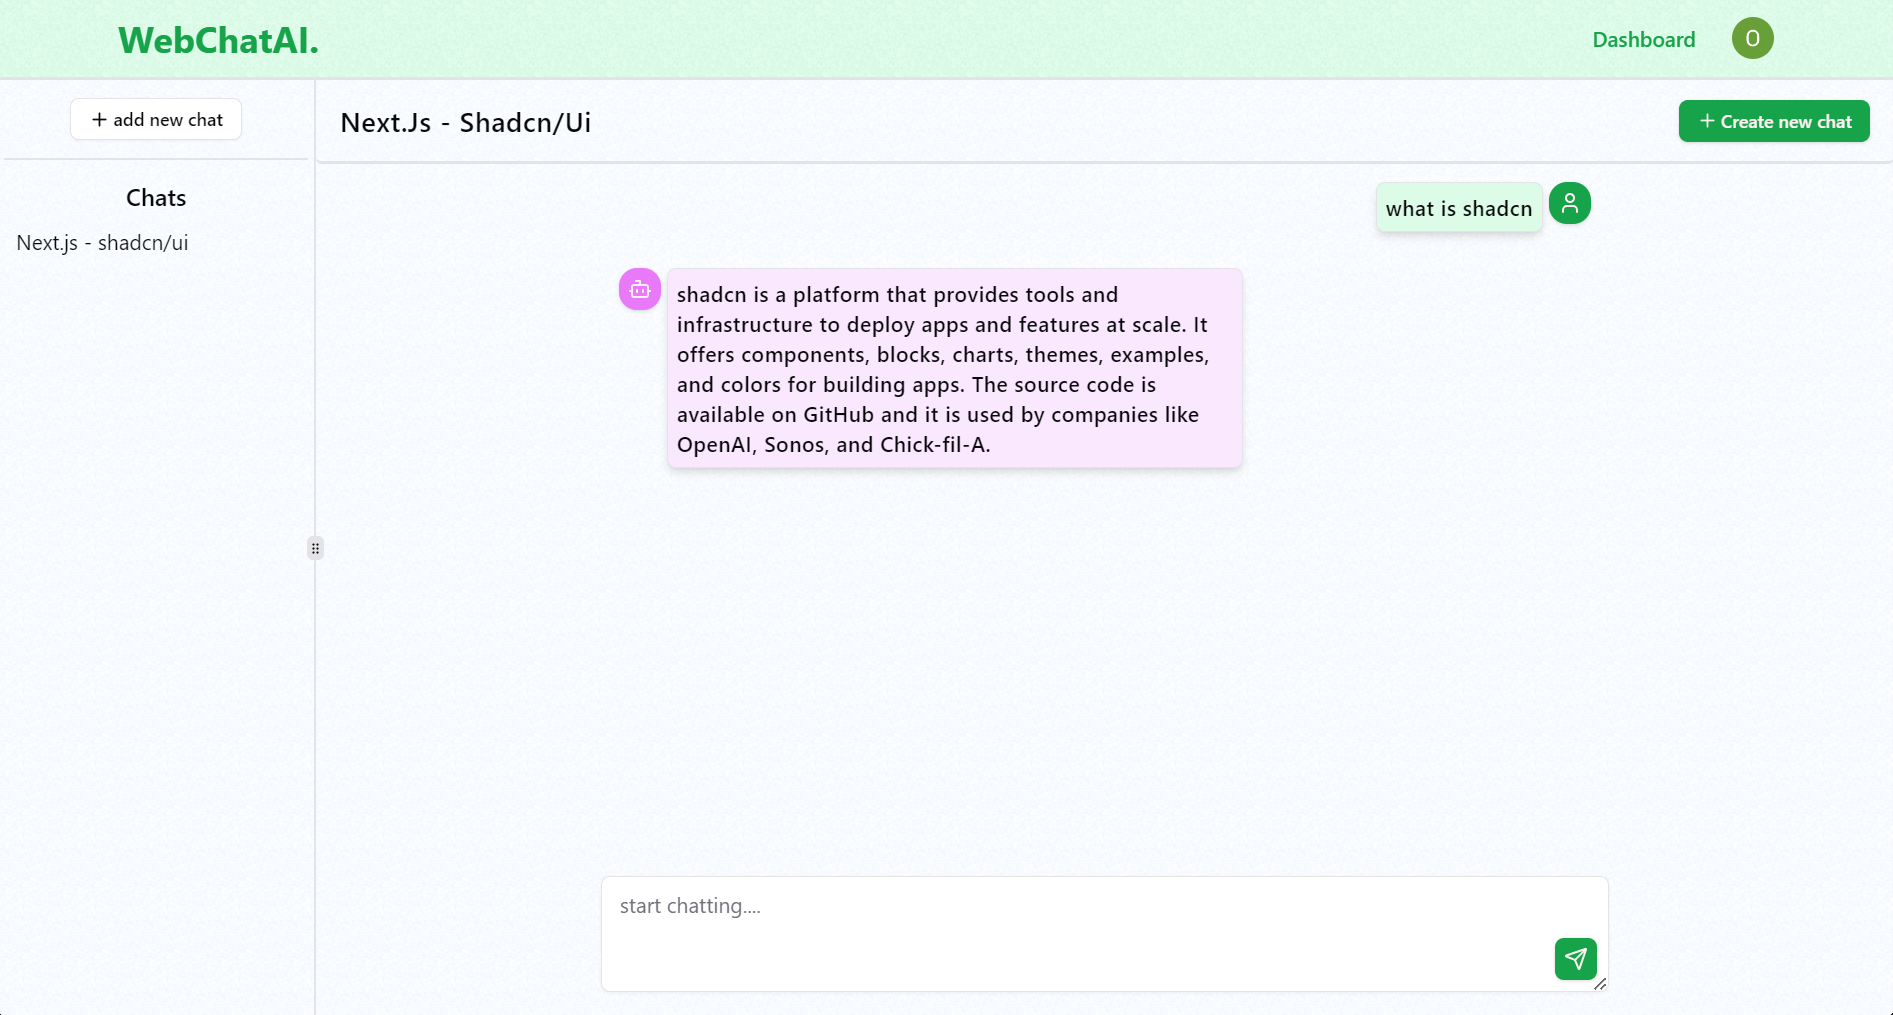 WebChatAI.
Dashboard
O
+ add new chat
Chats
Next.js - shadcn/ui
Next.Js - Shadcn/Ui
+ Create new chat
what is shadcn
shadcn is a platform that provides tools and
infrastructure to deploy apps and features at scale. It
offers components, blocks, charts, themes, examples,
and colors for building apps. The source code is
available on GitHub and it is used by companies like
OpenAI, Sonos, and Chick-fil-A.
start chatting....